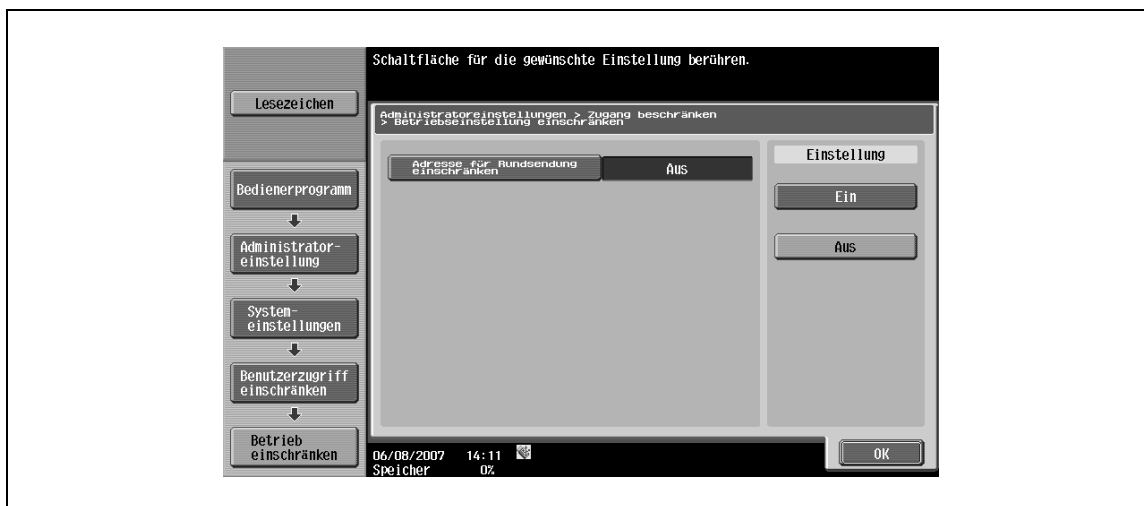 Schaltfläche für die gewünschte Einstellung berühren.
Lesezeichen
Administratoreinstellungen > Zugang beschränken
> Betriebseinstellung einschränken
Adresse für Rundsendung
einschränken
Aus
Einstellung
Ein
Aus
Bedienerprogramm
Administrator-
einstellung
System-
einstellungen
Benutzerzugriff
einschränken
Betrieb
einschränken
06/08/2007 14:11
Speicher 0%
OK